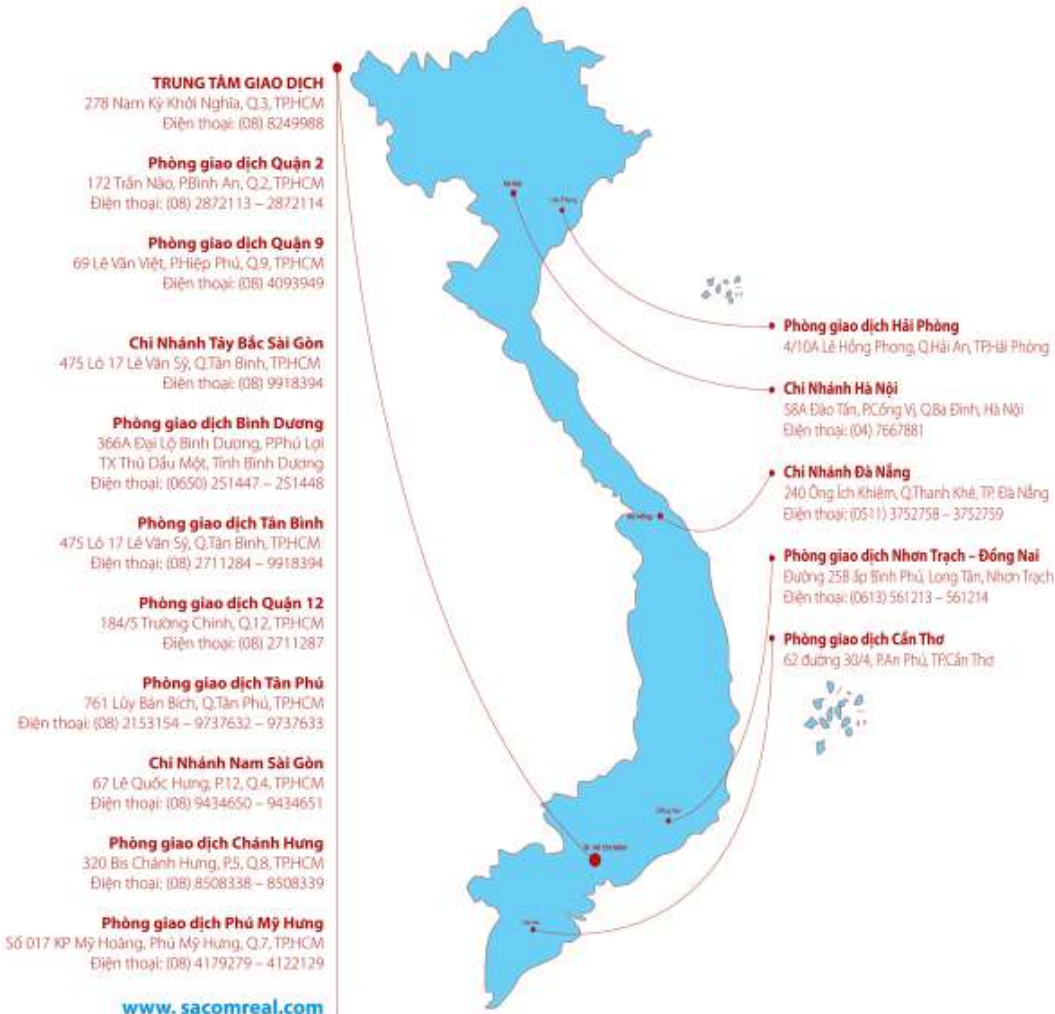 TRUNG TÂM GIAO DỊCH
278 Nam Kỳ Khởi Nghĩa, Q.3, TP.HCM
Điện thoại: (08) 8249988
Phòng giao dịch Quận 2
172 Trần Não, P.Bình An, Q.2, TP.HCM
Điện thoại: (08) 2872113 – 2872114
Phòng giao dịch Quận 9
69 Lê Văn Việt, P.Hiệp Phú, Q.9, TP.HCM
Điện thoại: (08) 4093949
Chi Nhánh Tây Bắc Sài Gòn
475 Lô 17 Lê Văn Sỹ, Q.Tân Bình, TP.HCM
Điện thoại: (08) 9918394
Phòng giao dịch Bình Dương
366A Đại Lộ Bình Dương, P.Phú Lợi
TX Thủ Dầu Một, Tỉnh Bình Dương
Điện thoại: (0650) 251447 – 251448
Phòng giao dịch Tân Bình
475 Lô 17 Lê Văn Sỹ, Q.Tân Bình, TP.HCM
Điện thoại: (08) 2711284 – 9918394
Phòng giao dịch Quận 12
184/5 Trường Chinh, Q.12, TP.HCM
Điện thoại: (08) 2711287
Phòng giao dịch Tân Phú
761 Lũy Bán Bích, Q.Tân Phú, TP.HCM
Điện thoại: (08) 2153154 – 9737632 – 9737633
Chi Nhánh Nam Sài Gòn
67 Lê Quốc Hưng, P.12, Q.4, TP.HCM
Điện thoại: (08) 9434650 – 9434651
Phòng giao dịch Chánh Hưng
320 Bis Chánh Hưng, P.5, Q.8, TP.HCM
Điện thoại: (08) 8508338 – 8508339
Phòng giao dịch Phú Mỹ Hưng
Số 017 KP Mỹ Hoàng, Phú Mỹ Hưng, Q.7, TP.HCM
Điện thoại: (08) 4179279 – 4122129
www. sacomreal.com
Hà Nội
Hải Phòng
Đà Nẵng
Đồng Nai
TP. Hồ Chí Minh
Cần Thơ
Phòng giao dịch Hải Phòng
4/10A Lê Hồng Phong, Q.Hải An, TP.Hải Phòng
Chi Nhánh Hà Nội
58A Đào Tấn, P.Cống Vị, Q.Ba Đình, Hà Nội
Điện thoại: (04) 7667881
Chi Nhánh Đà Nẵng
240 Ông Ích Khiêm, Q.Thanh Khê, TP. Đà Nẵng
Điện thoại: (0511) 3752758 – 3752759
Phòng giao dịch Nhơn Trạch – Đồng Nai
Đường 25B ấp Bình Phú, Long Tân, Nhơn Trạch
Điện thoại: (0613) 561213 – 561214
Phòng giao dịch Cần Thơ
62 đường 30/4, P.An Phú, TP.Cần Thơ